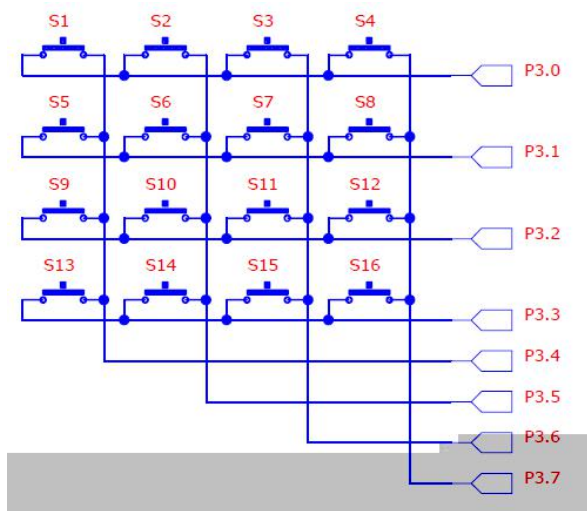 S1 S2 S3 S4
P3.0
S5 S6 S7 S8
P3.1
S9 S10 S11 S12
P3.2
S13 S14 S15 S16
P3.3
P3.4
P3.5
P3.6
P3.7